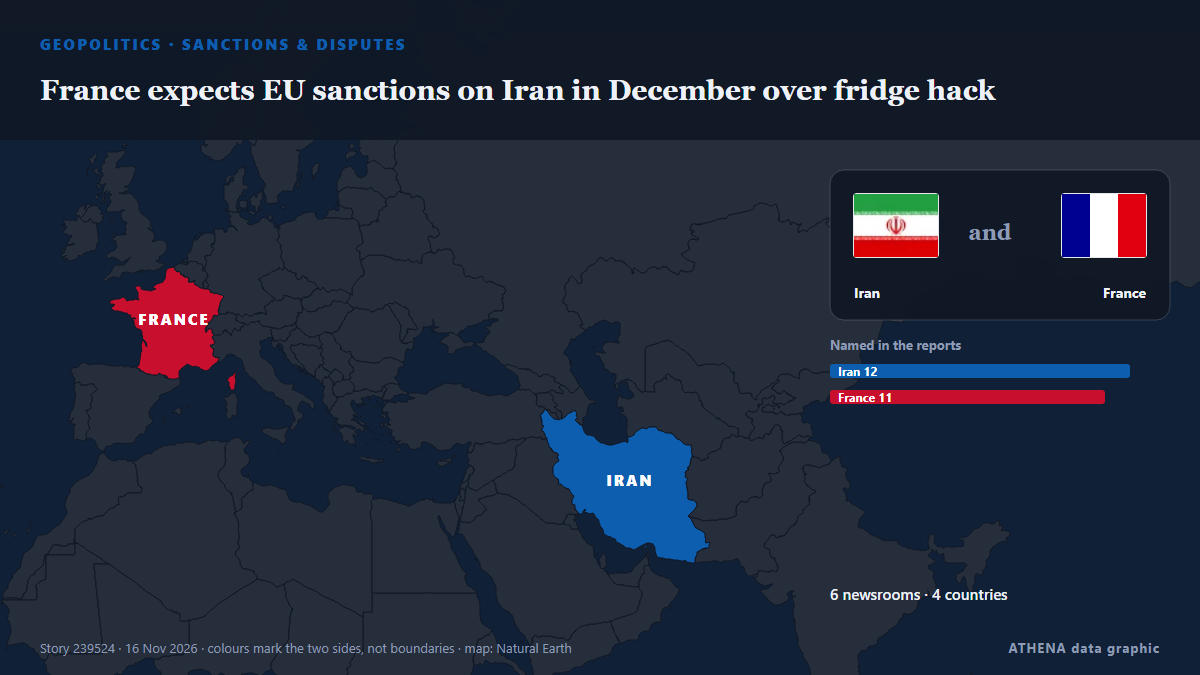 GEOPOLITICS · SANCTIONS & DISPUTES
France expects EU sanctions on Iran in December over fridge hack
and
Iran
France
Named in the reports
Iran 12
France 11
FRANCE
IRAN
6 newsrooms · 4 countries
Story 239524 · 16 Nov 2026 · colours mark the two sides, not boundaries · map: Natural Earth
ATHENA data graphic